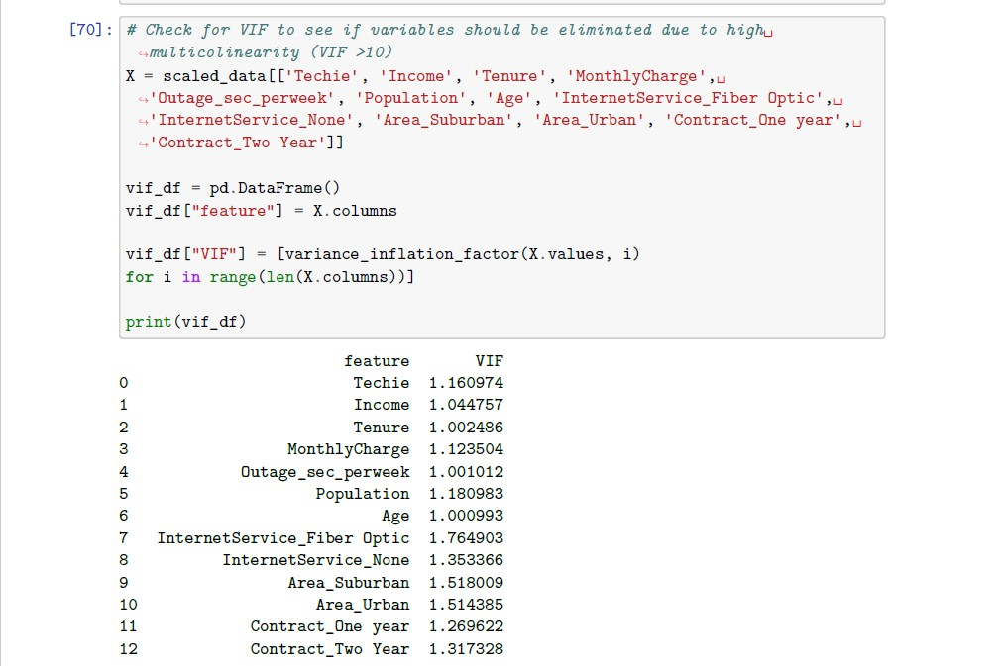 [70]: # Check for VIF to see if variables should be eliminated due to high␣
↪multicolinearity (VIF >10)
X = scaled_data[['Techie', 'Income', 'Tenure', 'MonthlyCharge',␣
↪'Outage_sec_perweek', 'Population', 'Age', 'InternetService_Fiber Optic',␣
↪'InternetService_None', 'Area_Suburban', 'Area_Urban', 'Contract_One year',␣
↪'Contract_Two Year']]
vif_df = pd.DataFrame()
vif_df["feature"] = X.columns
vif_df["VIF"] = [variance_inflation_factor(X.values, i)
for i in range(len(X.columns))]
print(vif_df)
feature VIF
0 Techie 1.160974
1 Income 1.044757
2 Tenure 1.002486
3 MonthlyCharge 1.123504
4 Outage_sec_perweek 1.001012
5 Population 1.180983
6 Age 1.000993
7 InternetService_Fiber Optic 1.764903
8 InternetService_None 1.353366
9 Area_Suburban 1.518009
10 Area_Urban 1.514385
11 Contract_One year 1.269622
12 Contract_Two Year 1.317328